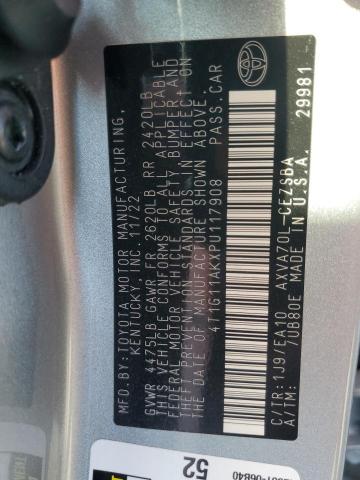 MFD. BY: TOYOTA MOTOR MANUFACTURING,
KENTUCKY, INC. 11/22
GVWR 4475LB GAWR FR 2620LB RR 2420LB
THIS VEHICLE CONFORMS TO ALL APPLICABLE
FEDERAL MOTOR VEHICLE SAFETY BUMPER, AND
THEFT PREVENTION STANDARDS IN EFFECT ON
THE DATE OF MANUFACTURE SHOWN ABOVE.
4T1G11AKXPU117908 PASS.CAR
C/TR: 1J9/EA10 AXVA70L-CEZSBA
A/TM: /UB80E MADE IN U.S.A. 29981
TOYOTA
52